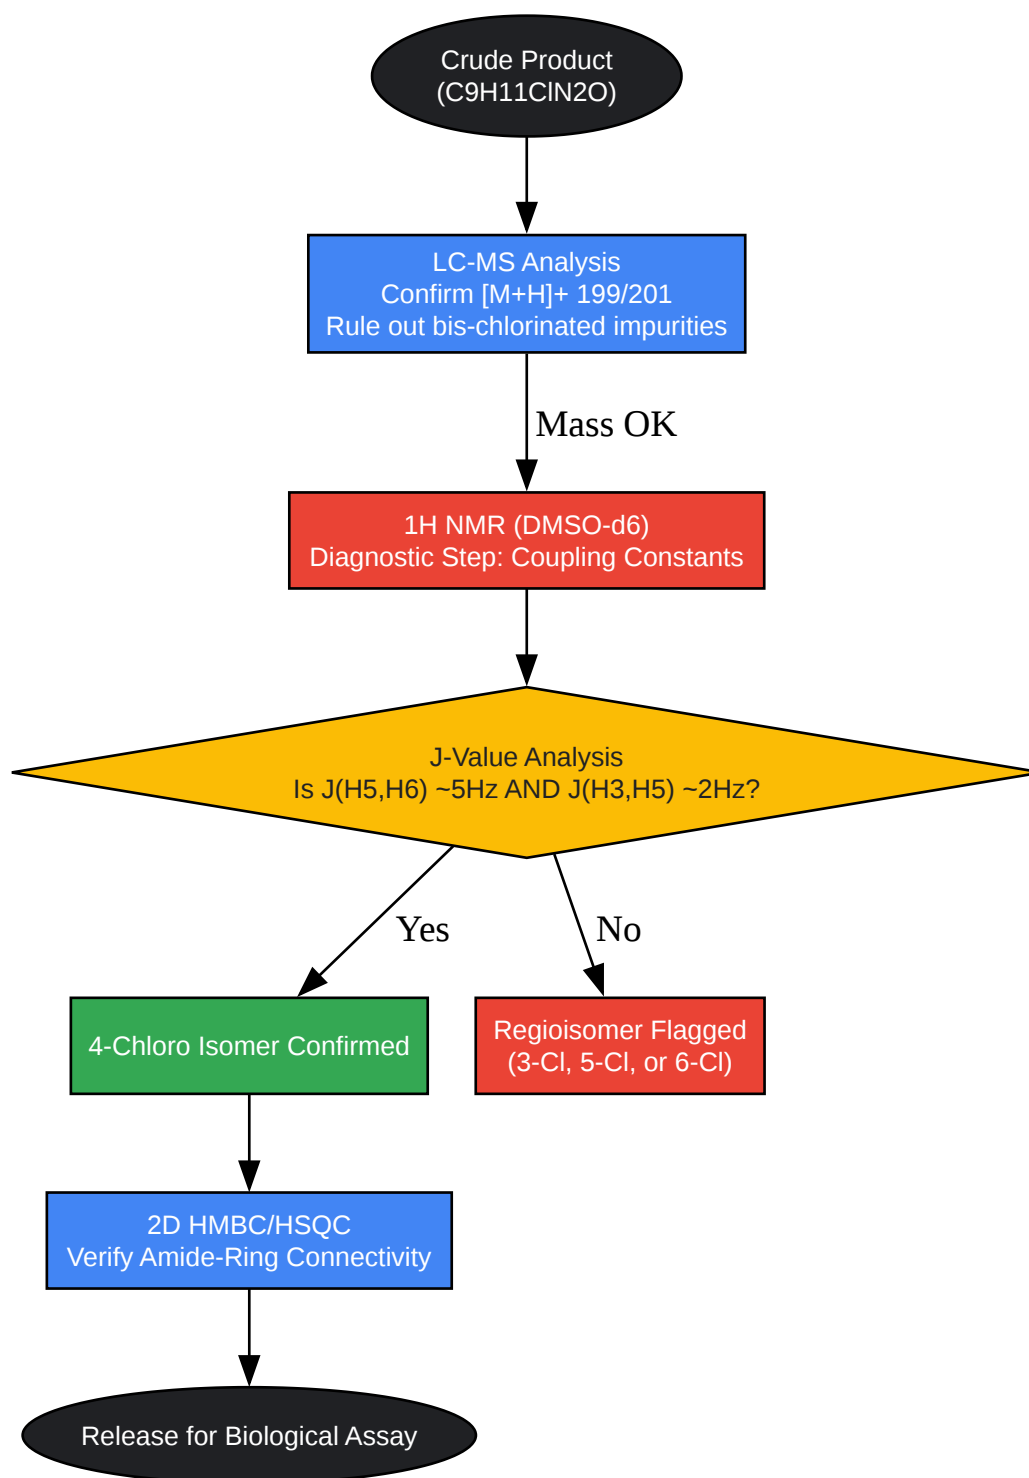 Crude Product
(C9H11ClN2O)
LC-MS Analysis
Confirm [M+H]+ 199/201
Rule out bis-chlorinated impurities
Mass OK
1H NMR (DMSO-d6)
Diagnostic Step: Coupling Constants
J-Value Analysis
Is J(H5,H6) ~5Hz AND J(H3,H5) ~2Hz?
Yes
No
4-Chloro Isomer Confirmed
Regioisomer Flagged
(3-Cl, 5-Cl, or 6-Cl)
2D HMBC/HSQC
Verify Amide-Ring Connectivity
Release for Biological Assay